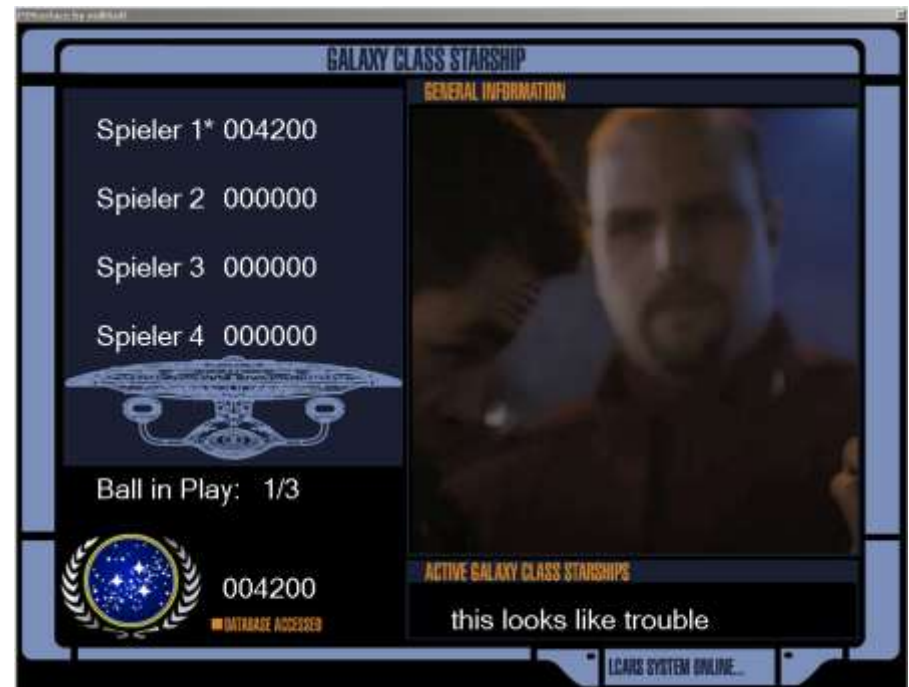 GALAXY CLASS STARSHIP
GENERAL INFORMATION
Spieler 1* 004200
Spieler 2 000000
Spieler 3 000000
Spieler 4 000000
Ball in Play: 1/3
004200
DATABASE ACCESSED
ACTIVE GALAXY CLASS STARSHIPS
this looks like trouble
LCARS SYSTEM ONLINE...